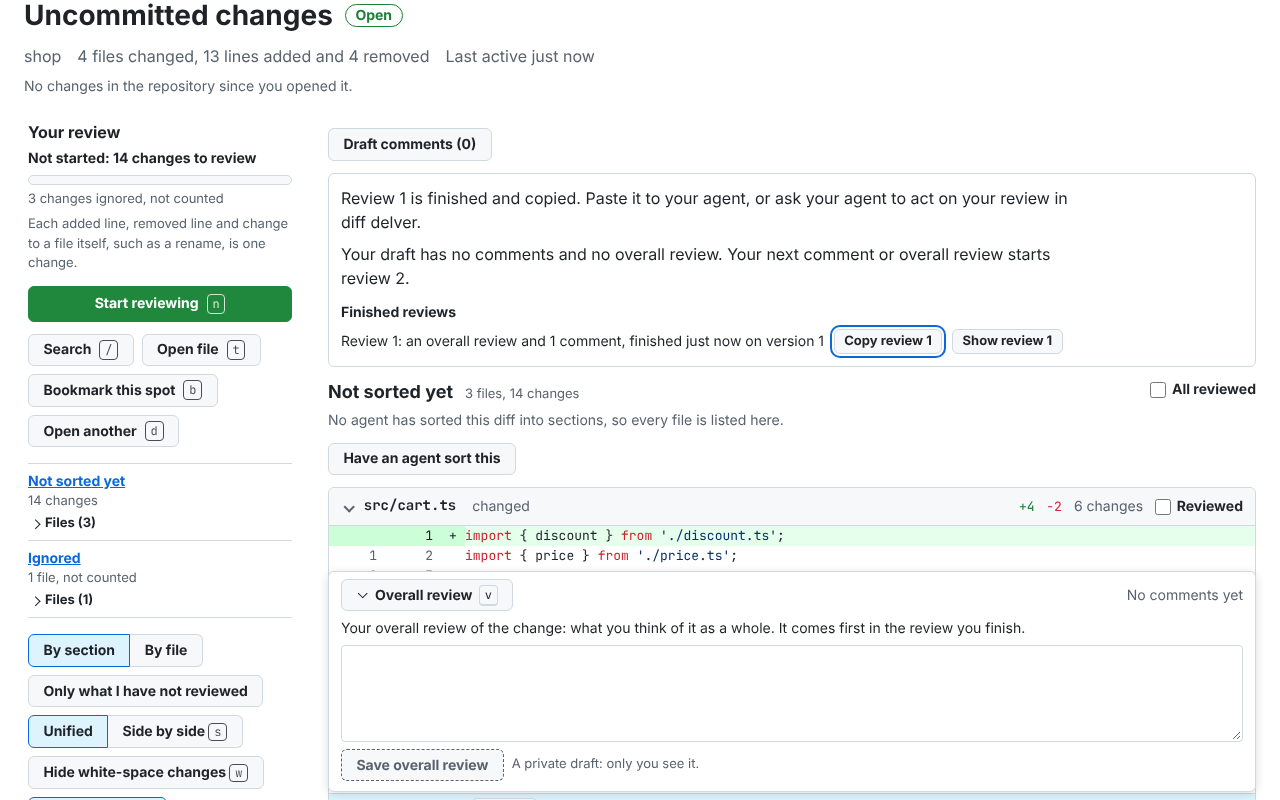 Uncommitted changes Open
shop 4 files changed, 13 lines added and 4 removed Last active just now
No changes in the repository since you opened it.
Your review
Not started: 14 changes to review
3 changes ignored, not counted
Each added line, removed line and change
to a file itself, such as a rename, is one
change.
Start reviewing n
Search / Open file t
Bookmark this spot b
Open another d
Not sorted yet
14 changes
Files (3)
Ignored
1 file, not counted
Files (1)
By section By file
Only what I have not reviewed
Unified Side by side s
Hide white-space changes w
Draft comments (0)
Review 1 is finished and copied. Paste it to your agent, or ask your agent to act on your review in
diff delver.
Your draft has no comments and no overall review. Your next comment or overall review starts
review 2.
Finished reviews
Review 1: an overall review and 1 comment, finished just now on version 1 Copy review 1 Show review 1
Not sorted yet 3 files, 14 changes All reviewed
No agent has sorted this diff into sections, so every file is listed here.
Have an agent sort this
src/cart.ts changed +4 -2 6 changes Reviewed
1 + import { discount } from './discount.ts';
1 2 import { price } from './price.ts';
Overall review v No comments yet
Your overall review of the change: what you think of it as a whole. It comes first in the review you finish.
Save overall review A private draft: only you see it.